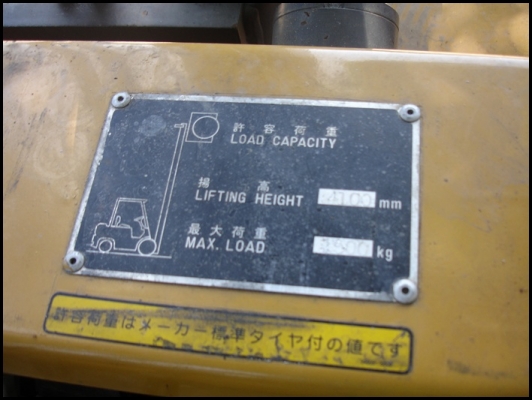 許容荷重
LOAD CAPACITY
揚高
LIFTING HEIGHT mm
最大荷重
MAX. LOAD kg
許容荷重はメーカー標準タイヤ付の値です